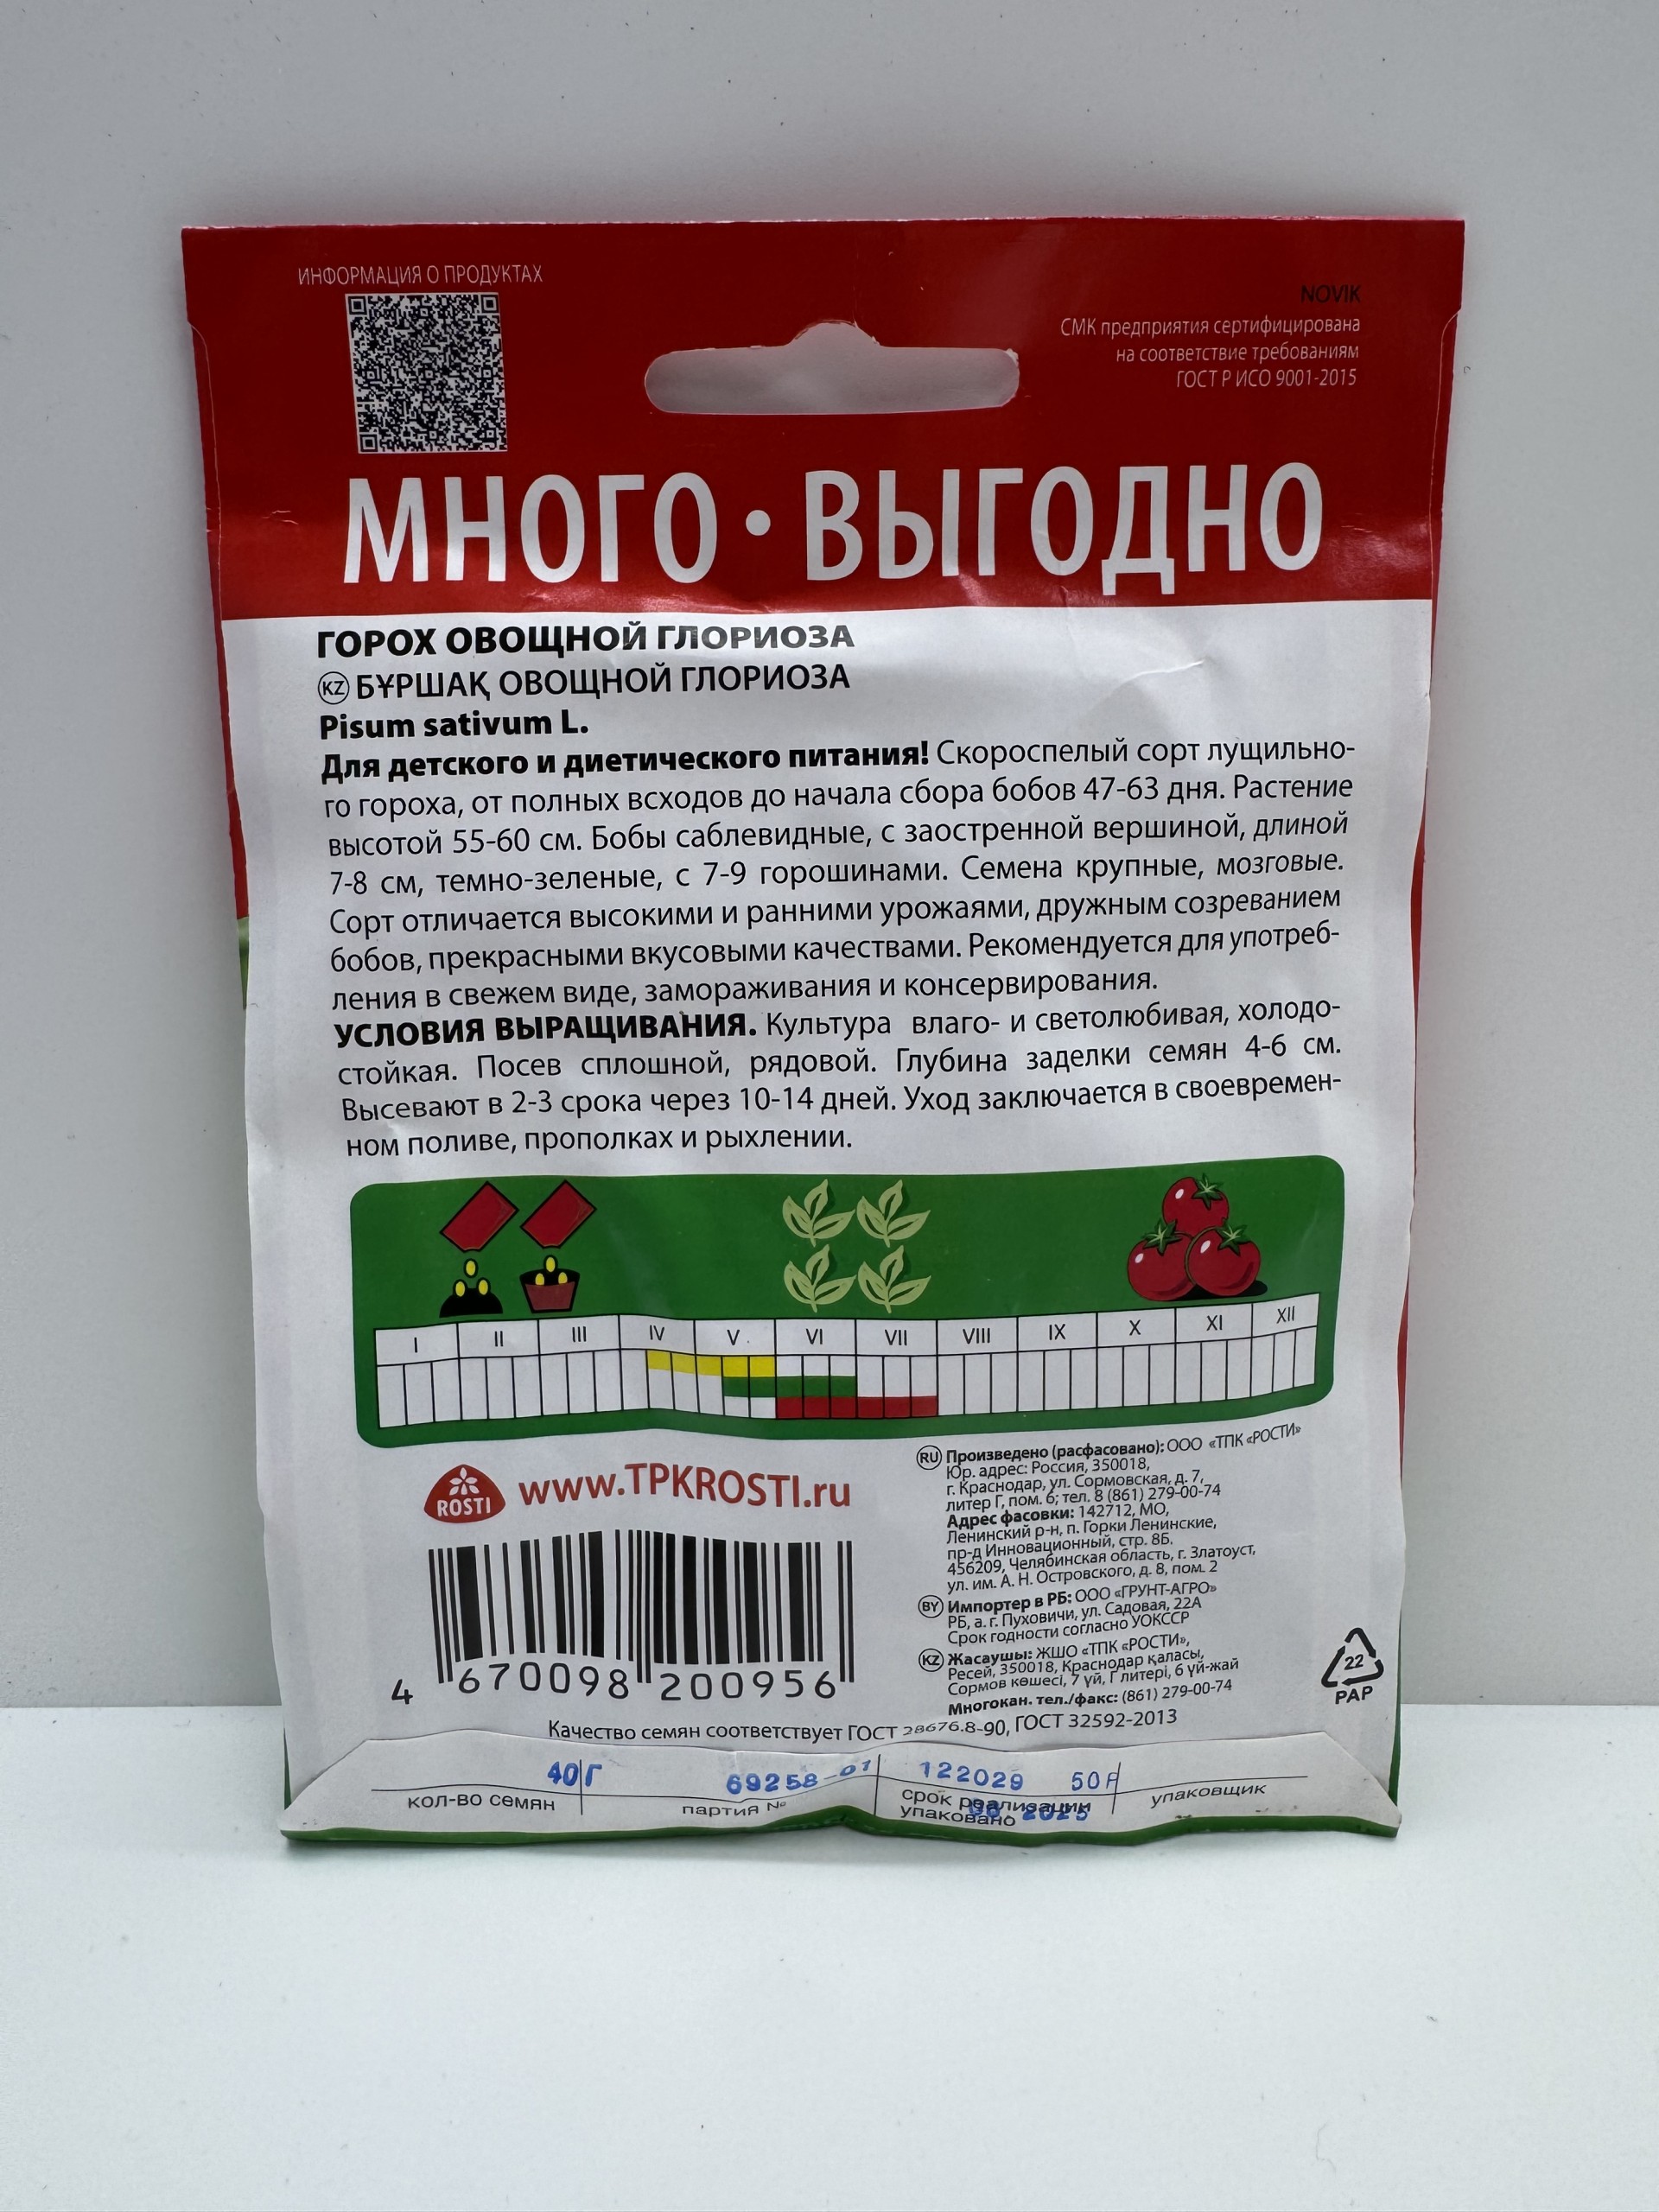 ИНФОРМАЦИЯ О ПРОДУКТАХ
NOVIK
СМК предприятия сертифицирована
на соответствие требованиям
ГОСТ Р ИСО 9001-2015
МНОГО · ВЫГОДНО
ГОРОХ ОВОЩНОЙ ГЛОРИОЗА
KZ БҰРШАҚ ОВОЩНОЙ ГЛОРИОЗА
Pisum sativum L.
Для детского и диетического питания! Скороспелый сорт лущильно-
го гороха, от полных всходов до начала сбора бобов 47-63 дня. Растение
высотой 55-60 см. Бобы саблевидные, с заостренной вершиной, длиной
7-8 см, темно-зеленые, с 7-9 горошинами. Семена крупные, мозговые.
Сорт отличается высокими и ранними урожаями, дружным созреванием
бобов, прекрасными вкусовыми качествами. Рекомендуется для употреб-
ления в свежем виде, замораживания и консервирования.
УСЛОВИЯ ВЫРАЩИВАНИЯ. Культура влаго- и светолюбивая, холодо-
стойкая. Посев сплошной, рядовой. Глубина заделки семян 4-6 см.
Высевают в 2-3 срока через 10-14 дней. Уход заключается в своевремен-
ном поливе, прополках и рыхлении.
I II III IV V VI VII VIII IX X XI XII
ROSTI www.TPKROSTI.ru
4 670098 200956
RU Произведено (расфасовано): ООО «ТПК «РОСТИ»
Юр. адрес: Россия, 350018,
г. Краснодар, ул. Сормовская, д. 7,
литер Г, пом. 6; тел. 8 (861) 279-00-74
Адрес фасовки: 142712, МО,
Ленинский р-н, п. Горки Ленинские,
пр-д Инновационный, стр. 8Б.
456209, Челябинская область, г. Златоуст,
ул. им. А. Н. Островского, д. 8, пом. 2
BY Импортер в РБ: ООО «ГРУНТ-АГРО»
РБ, а. г. Пуховичи, ул. Садовая, 22А
Срок годности согласно УОКССР
KZ Жасаушы: ЖШО «ТПК «РОСТИ»,
Ресей, 350018, Краснодар қаласы,
Сормов көшесі, 7 үй, Г литері, 6 үй-жай
Многокан. тел./факс: (861) 279-00-74
22
PAP
Качество семян соответствует ГОСТ 28676.8-90, ГОСТ 32592-2013
40 Г 69258-01 122029 50Р
кол-во семян партия № срок реализации упаковщик
упаковано 08 2025